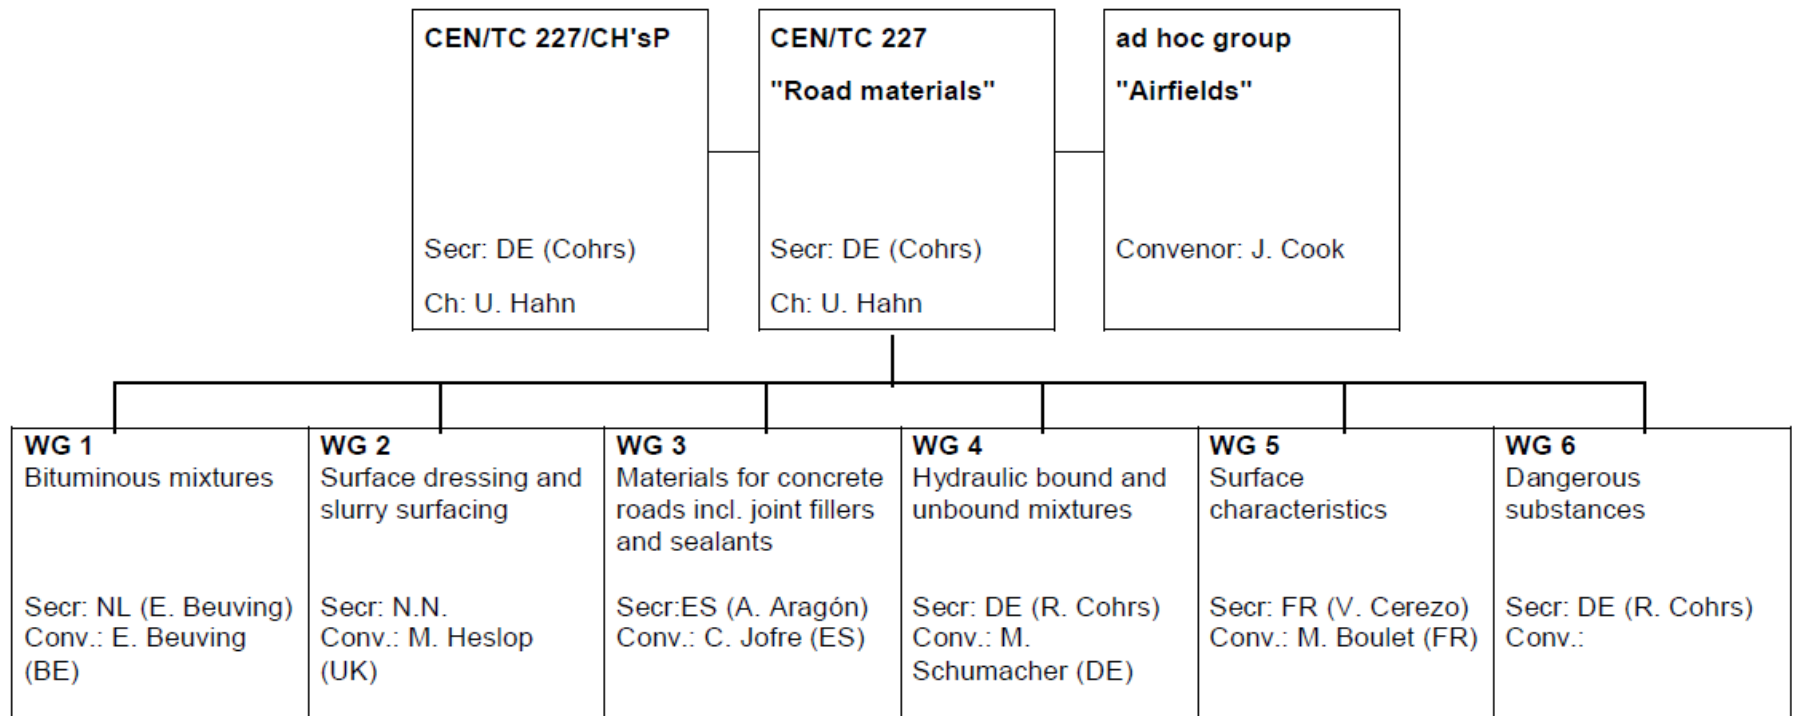 CEN/TC 227/CH'sP
Secr: DE (Cohrs)
Ch: U. Hahn
CEN/TC 227
"Road materials"
Secr: DE (Cohrs)
Ch: U. Hahn
ad hoc group
"Airfields"
Convenor: J. Cook
WG 1
Bituminous mixtures
Secr: NL (E. Beuving)
Conv.: E. Beuving
(BE)
WG 2
Surface dressing and
slurry surfacing
Secr: N.N.
Conv.: M. Heslop
(UK)
WG 3
Materials for concrete
roads incl. joint fillers
and sealants
Secr:ES (A. Aragón)
Conv.: C. Jofre (ES)
WG 4
Hydraulic bound and
unbound mixtures
Secr: DE (R. Cohrs)
Conv.: M.
Schumacher (DE)
WG 5
Surface
characteristics
Secr: FR (V. Cerezo)
Conv.: M. Boulet (FR)
WG 6
Dangerous
substances
Secr: DE (R. Cohrs)
Conv.: